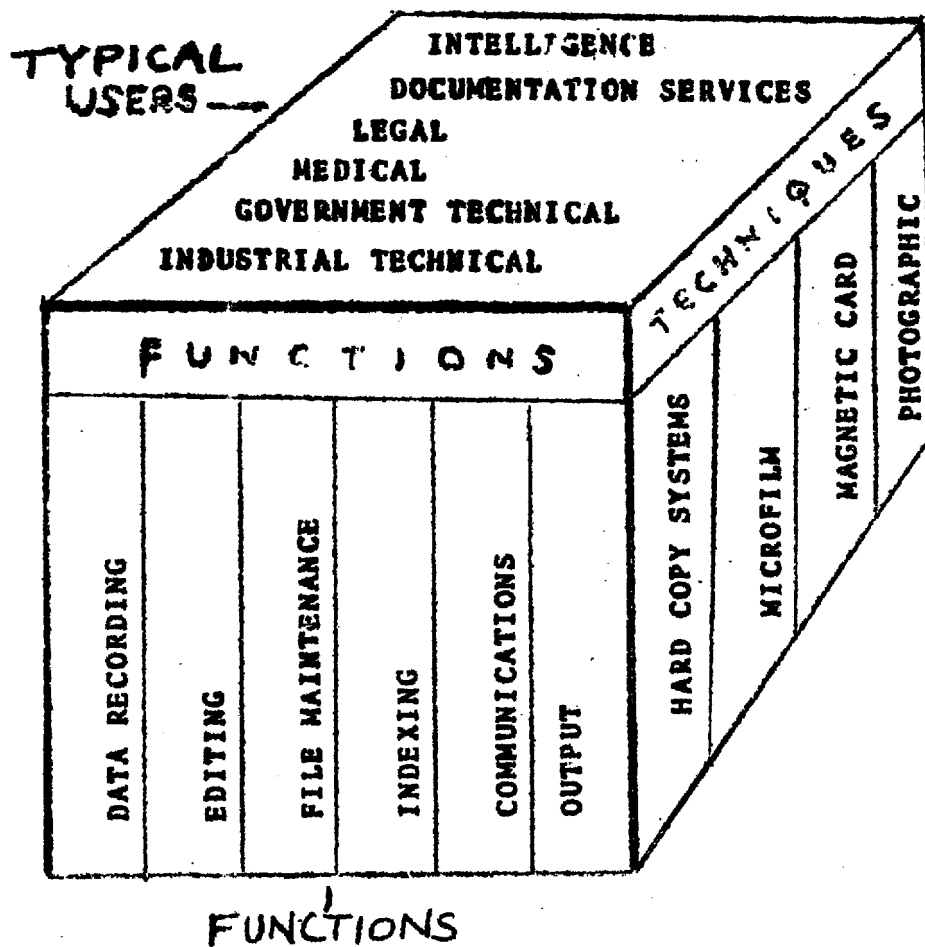 TYPICAL
USERS
INTELLIGENCE
DOCUMENTATION SERVICES
LEGAL
MEDICAL
GOVERNMENT TECHNICAL
INDUSTRIAL TECHNICAL
TECHNIQUES
FUNCTIONS
DATA RECORDING
EDITING
FILE MAINTENANCE
INDEXING
COMMUNICATIONS
OUTPUT
HARD COPY SYSTEMS
MICROFILM
MAGNETIC CARD
PHOTOGRAPHIC
FUNCTIONS